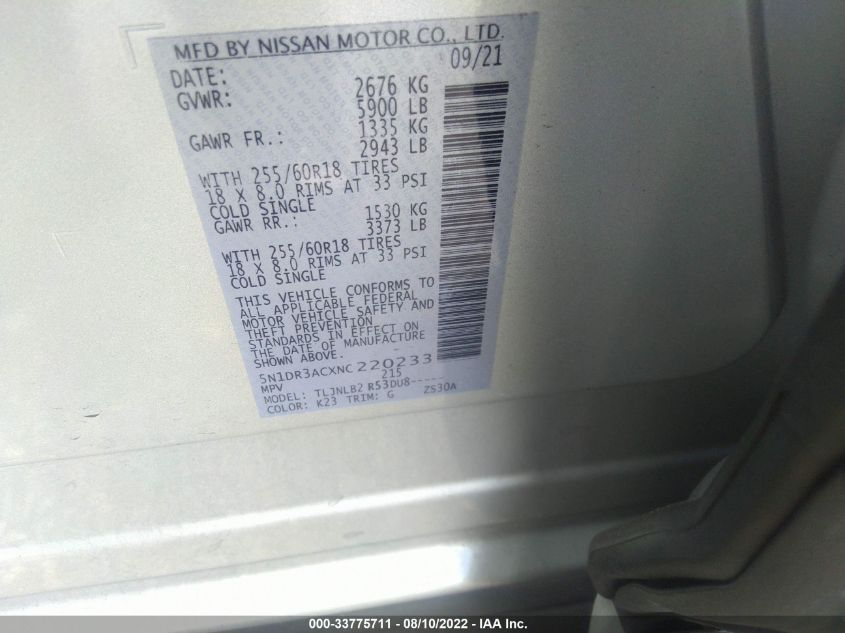 MFD BY NISSAN MOTOR CO., LTD.
DATE: 09/21
GVWR: 2676 KG
5900 LB
GAWR FR.: 1335 KG
2943 LB
WITH 255/60R18 TIRES
18 X 8.0 RIMS AT 33 PSI
COLD SINGLE
GAWR RR.: 1530 KG
3373 LB
WITH 255/60R18 TIRES
18 X 8.0 RIMS AT 33 PSI
COLD SINGLE
THIS VEHICLE CONFORMS TO
ALL APPLICABLE FEDERAL
MOTOR VEHICLE SAFETY AND
THEFT PREVENTION
STANDARDS IN EFFECT ON
THE DATE OF MANUFACTURE
SHOWN ABOVE.
5N1DR3ACXNC220233
MPV 215
MODEL: TLJNLB2 R53DU8-----
COLOR: K23 TRIM: G ZS30A
000-33775711 - 08/10/2022 - IAA Inc.